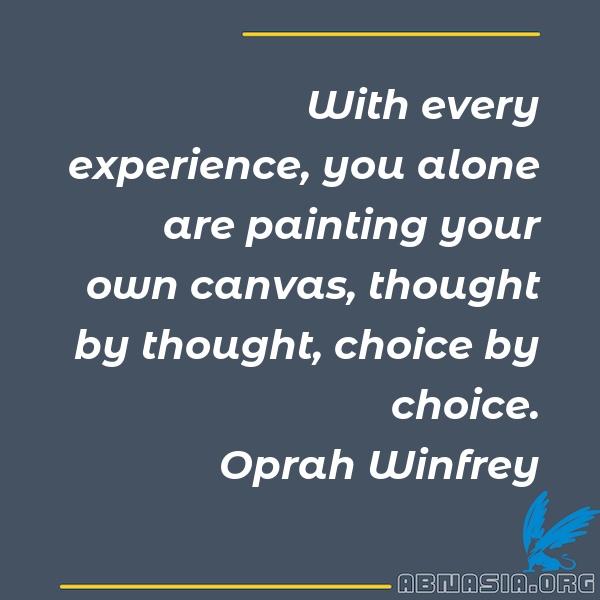 With every
experience, you alone
are painting your
own canvas, thought
by thought, choice by
choice.
Oprah Winfrey
ABNASIA.ORG